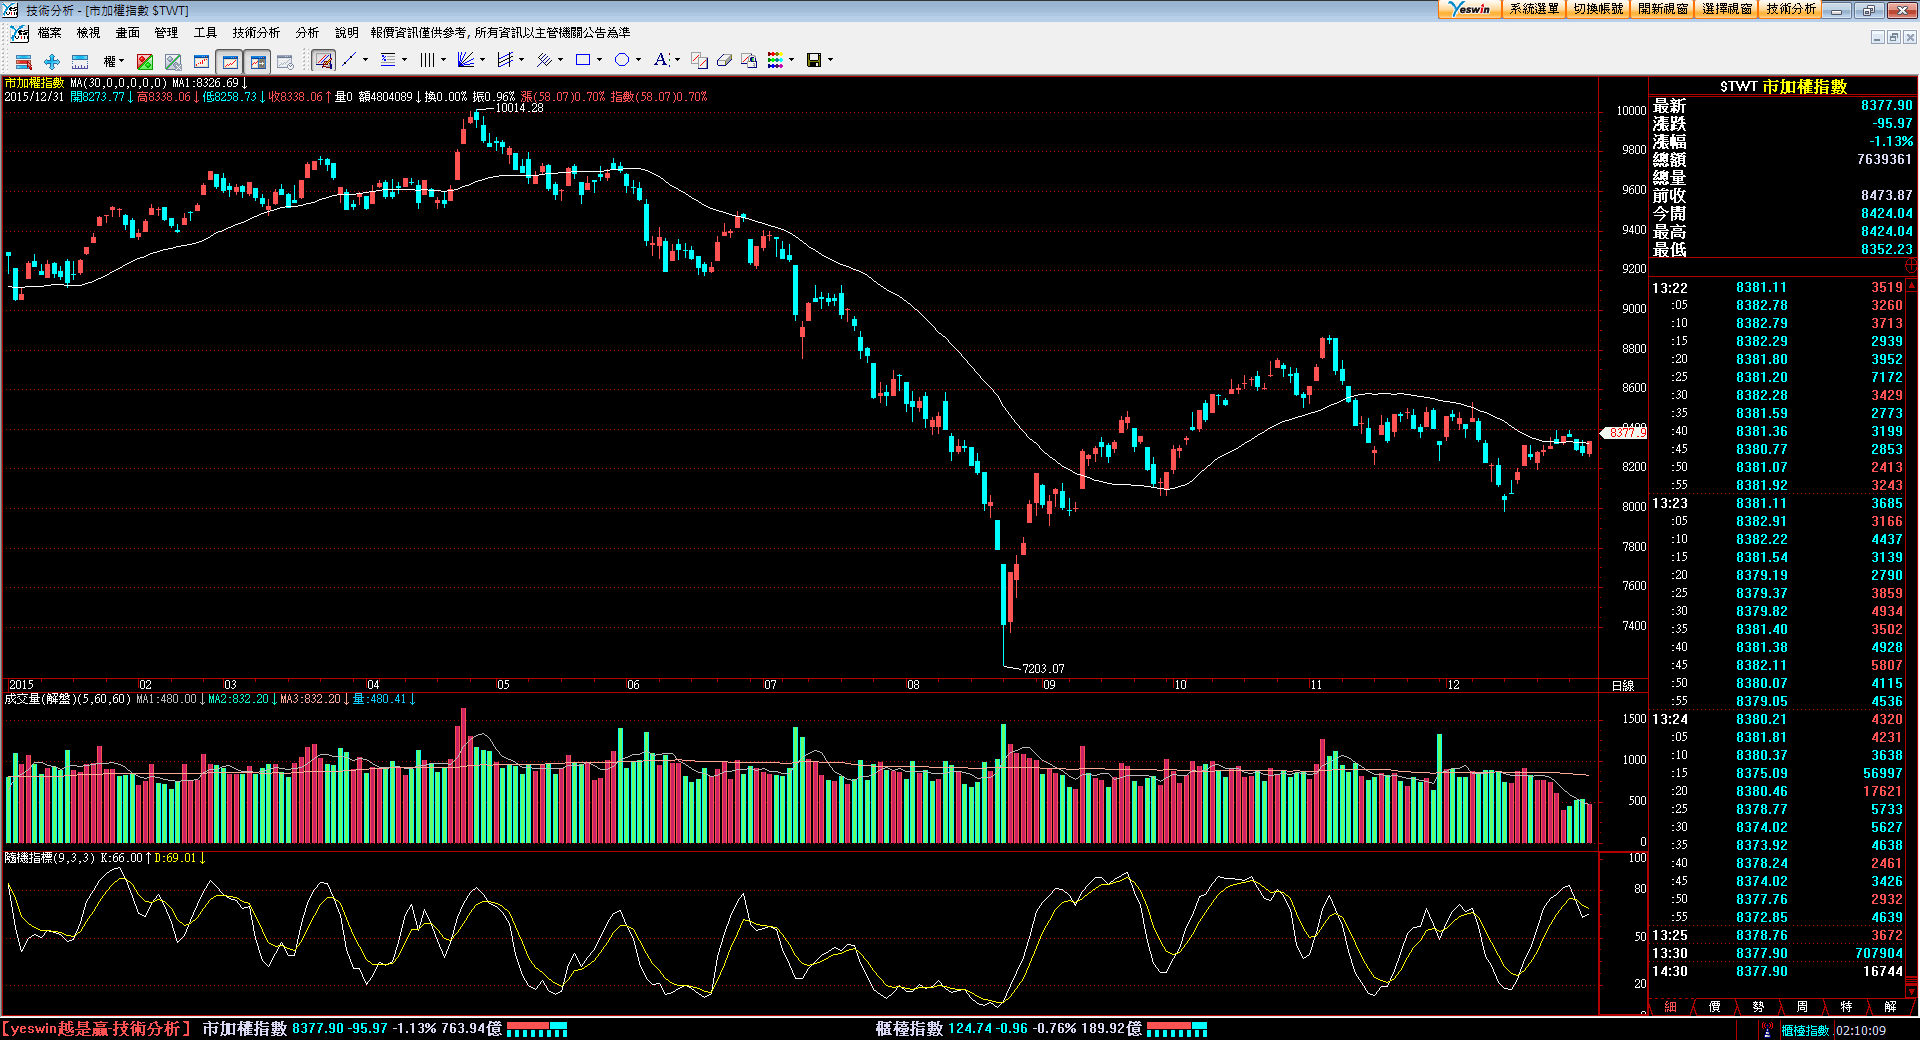 技術分析 - [市加權指數 $TWT]
Yeswin 系統選單 切換帳號 開新視窗 選擇視窗 技術分析
檔案 檢視 畫面 管理 工具 技術分析 分析 說明 報價資訊僅供參考, 所有資訊以主管機關公告為準
權
市加權指數 MA(30,0,0,0,0,0) MA1:8326.69↓
2015/12/31 開8273.77↓高8338.06↓低8258.73↓收8338.06↑量0 額4804089↓換0.00% 振0.96% 漲(58.07)0.70% 指數(58.07)0.70%
10014.28
7203.07
10000
9800
9600
9400
9200
9000
8800
8600
8400
8377.9
8200
8000
7800
7600
7400
2015 02 03 04 05 06 07 08 09 10 11 12 日線
成交量(解盤)(5,60,60) MA1:480.00↓MA2:832.20↓MA3:832.20↓量:480.41↓
1500
1000
500
0
隨機指標(9,3,3) K:66.00↑D:69.01↓
100
80
50
20
0
$TWT 市加權指數
最新 8377.90
漲跌 -95.97
漲幅 -1.13%
總額 7639361
總量
前收 8473.87
今開 8424.04
最高 8424.04
最低 8352.23
13:22 8381.11 3519
:05 8382.78 3260
:10 8382.79 3713
:15 8382.29 2939
:20 8381.80 3952
:25 8381.20 7172
:30 8382.28 3429
:35 8381.59 2773
:40 8381.36 3199
:45 8380.77 2853
:50 8381.07 2413
:55 8381.92 3243
13:23 8381.11 3685
:05 8382.91 3166
:10 8382.22 4437
:15 8381.54 3139
:20 8379.19 2790
:25 8379.37 3859
:30 8379.82 4934
:35 8381.40 3502
:40 8381.38 4928
:45 8382.11 5807
:50 8380.07 4115
:55 8379.05 4536
13:24 8380.21 4320
:05 8381.81 4231
:10 8380.37 3638
:15 8375.09 56997
:20 8380.46 17621
:25 8378.77 5733
:30 8374.02 5627
:35 8373.92 4638
:40 8378.24 2461
:45 8374.02 3426
:50 8377.76 2932
:55 8372.85 4639
13:25 8378.76 3672
13:30 8377.90 707904
14:30 8377.90 16744
細 價 勢 周 特 解
[yeswin越是贏-技術分析] 市加權指數 8377.90 -95.97 -1.13% 763.94億 櫃檯指數 124.74 -0.96 -0.76% 189.92億 櫃檯指數 02:10:09